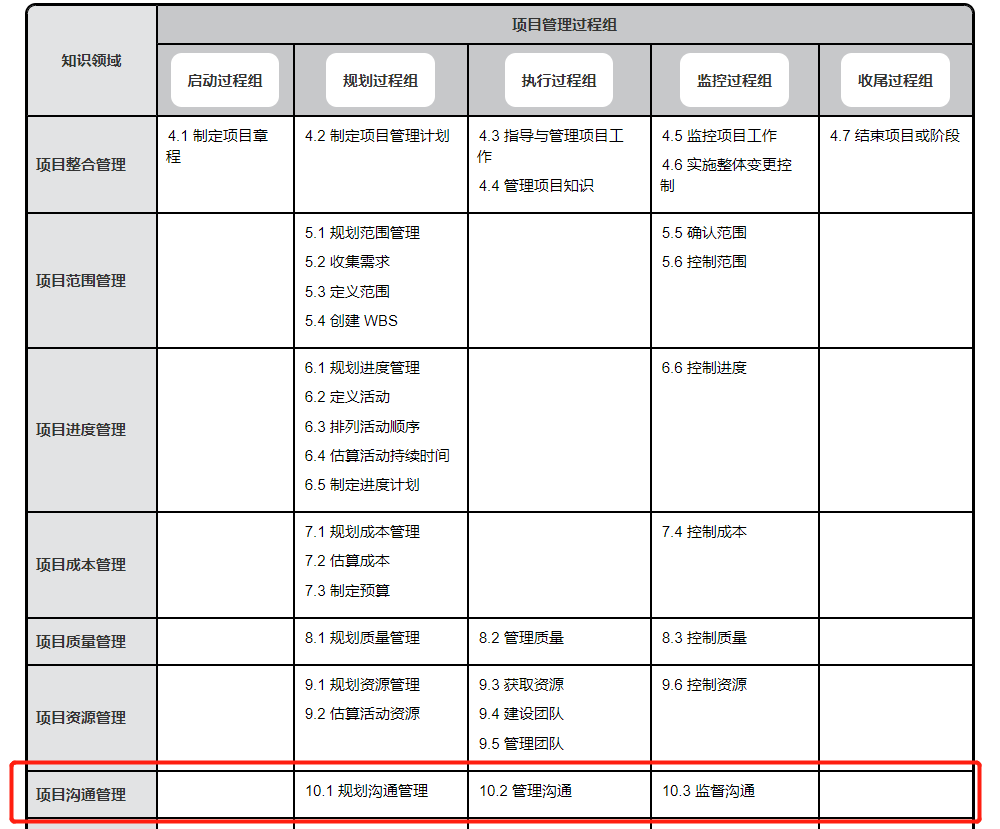 知识领域
项目管理过程组
启动过程组
规划过程组
执行过程组
监控过程组
收尾过程组
项目整合管理
4.1 制定项目章
程
4.2 制定项目管理计划
4.3 指导与管理项目工
作
4.4 管理项目知识
4.5 监控项目工作
4.6 实施整体变更控
制
4.7 结束项目或阶段
项目范围管理
5.1 规划范围管理
5.2 收集需求
5.3 定义范围
5.4 创建 WBS
5.5 确认范围
5.6 控制范围
项目进度管理
6.1 规划进度管理
6.2 定义活动
6.3 排列活动顺序
6.4 估算活动持续时间
6.5 制定进度计划
6.6 控制进度
项目成本管理
7.1 规划成本管理
7.2 估算成本
7.3 制定预算
7.4 控制成本
项目质量管理
8.1 规划质量管理
8.2 管理质量
8.3 控制质量
项目资源管理
9.1 规划资源管理
9.2 估算活动资源
9.3 获取资源
9.4 建设团队
9.5 管理团队
9.6 控制资源
项目沟通管理
10.1 规划沟通管理
10.2 管理沟通
10.3 监督沟通